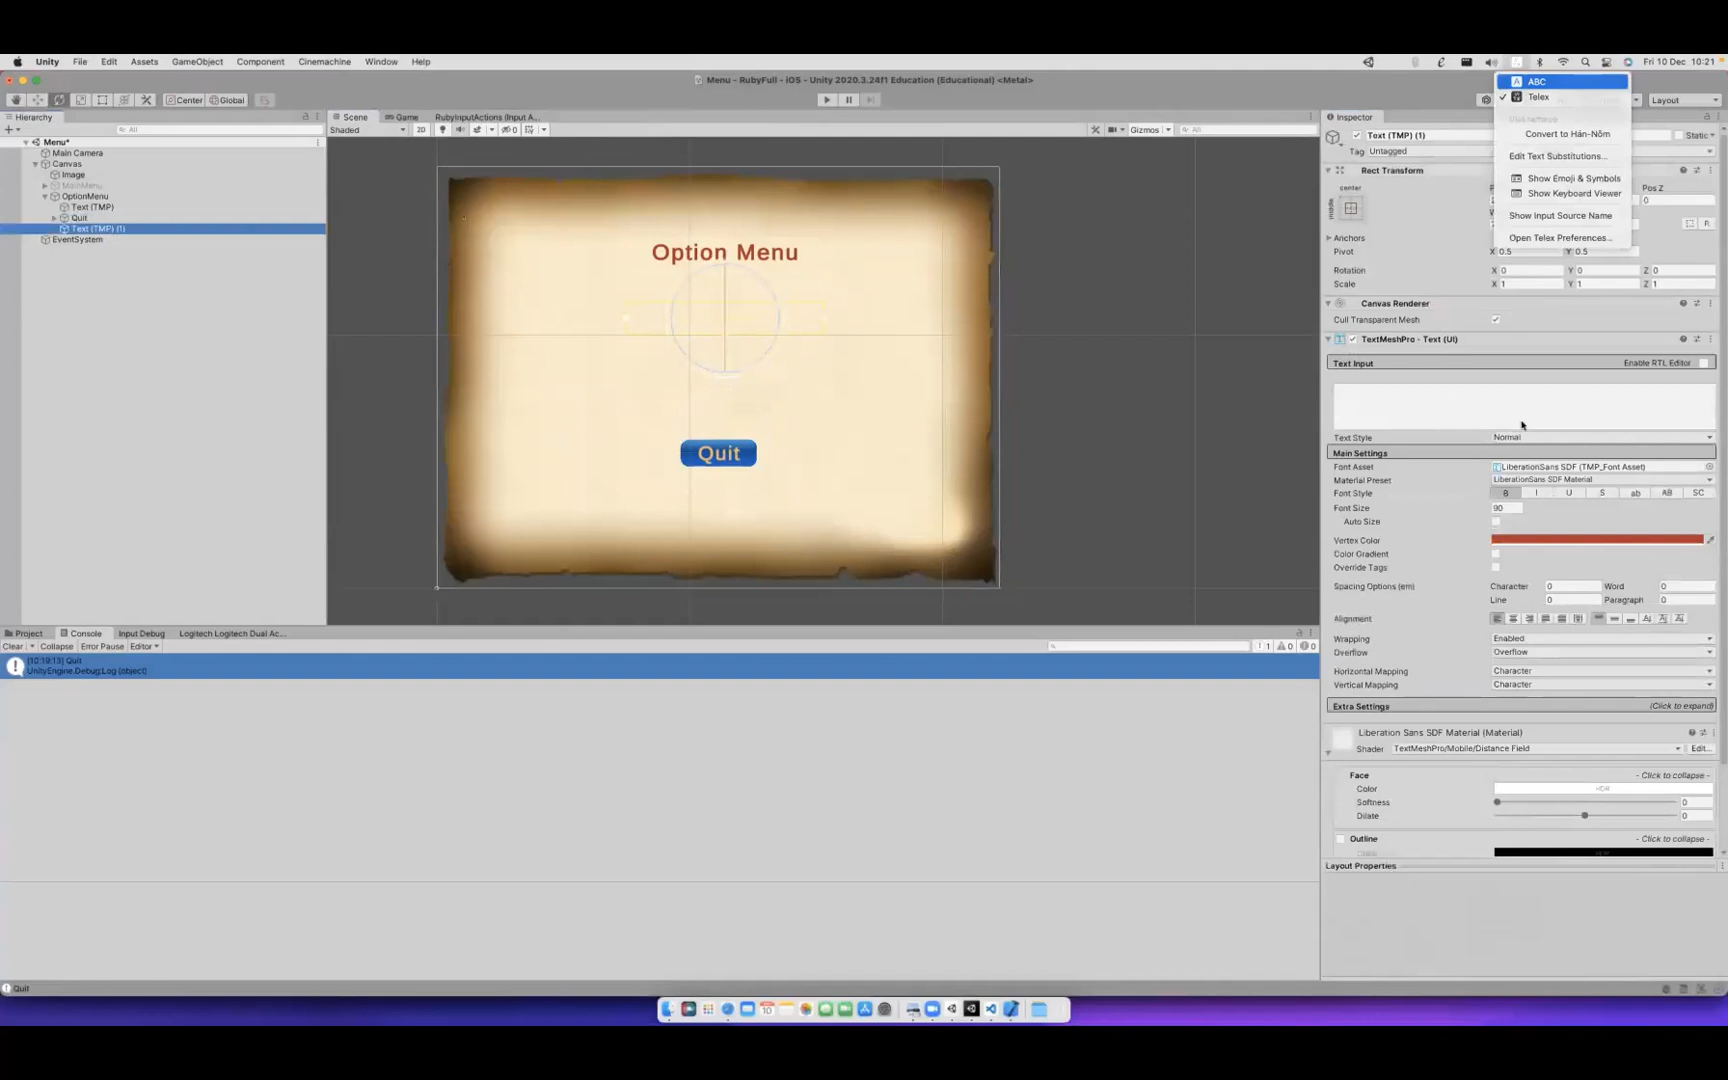 Unity File Edit Assets GameObject Component Cinemachine Window Help Fri 10 Dec 10:21
Menu - RubyFull - iOS - Unity 2020.3.24f1 Education (Educational) <Metal>
Center Global Layout
ABC
Telex
Convert to Hán-Nôm
Edit Text Substitutions...
Show Emoji & Symbols
Show Keyboard Viewer
Show Input Source Name
Open Telex Preferences...
Hierarchy
All
Menu*
Main Camera
Canvas
Image
MainMenu
OptionMenu
Text (TMP)
Quit
Text (TMP) (1)
EventSystem
Scene Game RubyInputActions (Input A...
Shaded 2D Gizmos All
Option Menu
Quit
Inspector
Text (TMP) (1) Static
Tag Untagged
Rect Transform
center
middle
Pos Z
0
Anchors
Pivot X 0.5 Y 0.5
Rotation X 0 Y 0 Z 0
Scale X 1 Y 1 Z 1
Canvas Renderer
Cull Transparent Mesh
TextMeshPro - Text (UI)
Text Input Enable RTL Editor
Text Style Normal
Main Settings
Font Asset LiberationSans SDF (TMP_Font Asset)
Material Preset LiberationSans SDF Material
Font Style B I U S ab AB SC
Font Size 90
Auto Size
Vertex Color
Color Gradient
Override Tags
Spacing Options (em) Character 0 Word 0
Line 0 Paragraph 0
Alignment
Wrapping Enabled
Overflow Overflow
Horizontal Mapping Character
Vertical Mapping Character
Extra Settings (Click to expand)
Liberation Sans SDF Material (Material)
Shader TextMeshPro/Mobile/Distance Field Edit...
Face - Click to collapse -
Color HDR
Softness 0
Dilate 0
Outline - Click to collapse -
Layout Properties
Project Console Input Debug Logitech Logitech Dual Ac...
Clear Collapse Error Pause Editor 1 0 0
[10:19:13] Quit
UnityEngine.Debug:Log (object)
Quit